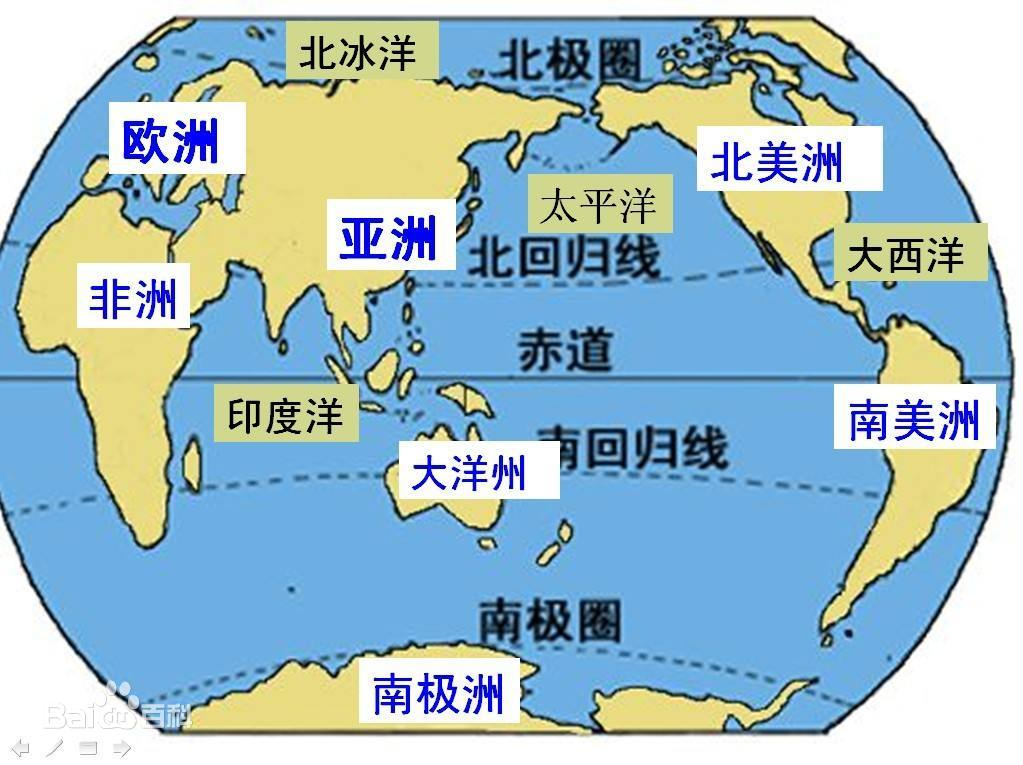 北冰洋
北极圈
欧洲
北美洲
太平洋
亚洲
北回归线
大西洋
非洲
赤道
印度洋
南美洲
南回归线
大洋州
南极圈
南极洲
Baidu百科